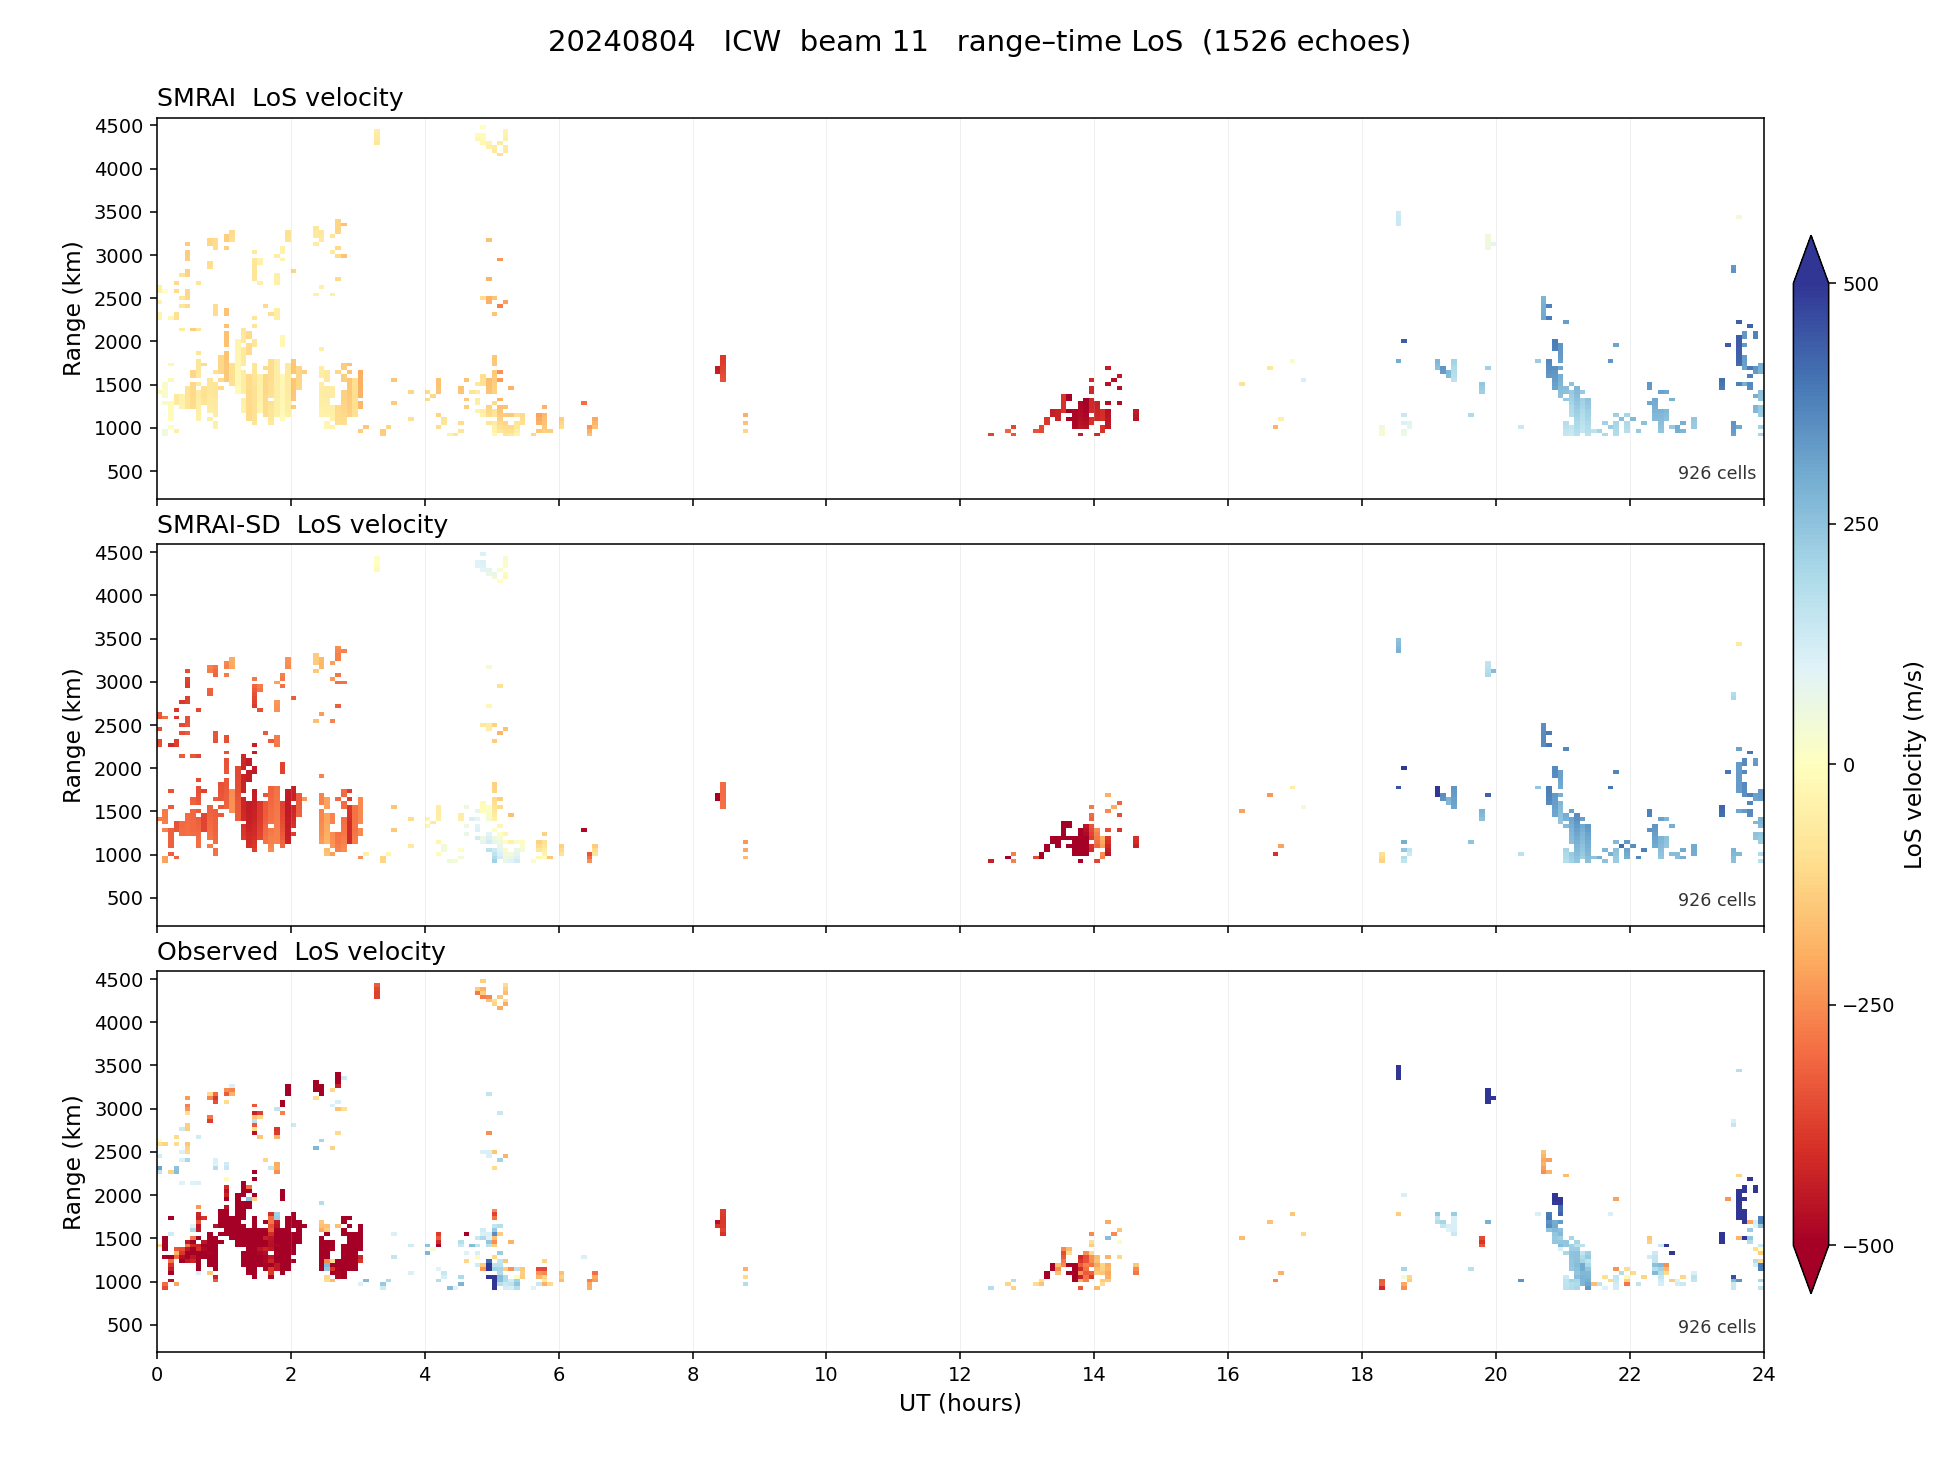 20240804   ICW  beam 11   range–time LoS  (1526 echoes)
SMRAI  LoS velocity
4500
4000
3500
3000
2500
2000
1500
1000
500
Range (km)
926 cells
SMRAI-SD  LoS velocity
4500
4000
3500
3000
2500
2000
1500
1000
500
Range (km)
926 cells
Observed  LoS velocity
4500
4000
3500
3000
2500
2000
1500
1000
500
Range (km)
926 cells
0 2 4 6 8 10 12 14 16 18 20 22 24
UT (hours)
500
250
0
−250
−500
LoS velocity (m/s)